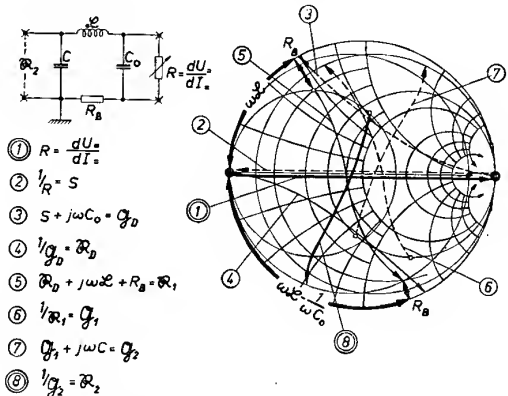 ℒ
C
C₀
ℜ₂
R = dU₌/dI₌
R_B
① R = dU₌/dI₌
② 1/R = S
③ S + jωC₀ = 𝒢_D
④ 1/𝒢_D = ℜ_D
⑤ ℜ_D + jωℒ + R_B = ℜ₁
⑥ 1/ℜ₁ = 𝒢₁
⑦ 𝒢₁ + jωC = 𝒢₂
⑧ 1/𝒢₂ = ℜ₂
③
R_B
⑤
⑦
ωℒ
②
①
④
⑥
ωℒ - 1/ωC₀
R_B
⑧